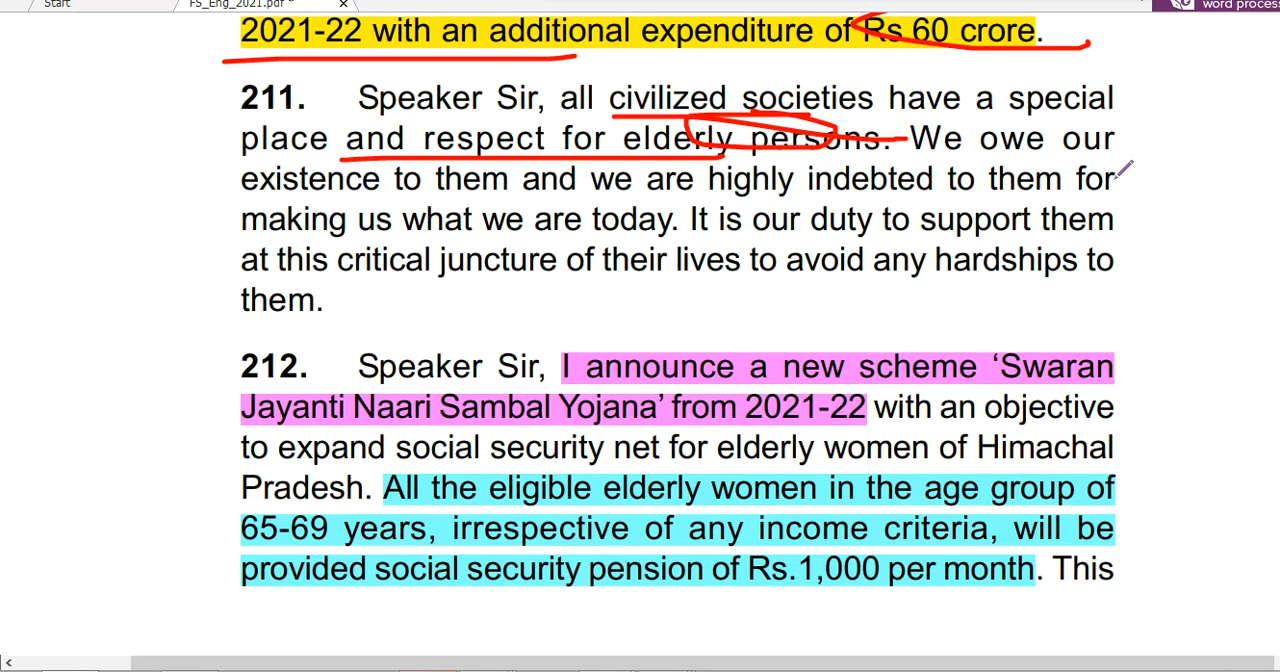 Start
FS_Eng_2021.pdf *
word process
2021-22 with an additional expenditure of Rs 60 crore.
211. Speaker Sir, all civilized societies have a special
place and respect for elderly persons. We owe our
existence to them and we are highly indebted to them for
making us what we are today. It is our duty to support them
at this critical juncture of their lives to avoid any hardships to
them.
212. Speaker Sir, I announce a new scheme ‘Swaran
Jayanti Naari Sambal Yojana’ from 2021-22 with an objective
to expand social security net for elderly women of Himachal
Pradesh. All the eligible elderly women in the age group of
65-69 years, irrespective of any income criteria, will be
provided social security pension of Rs.1,000 per month. This